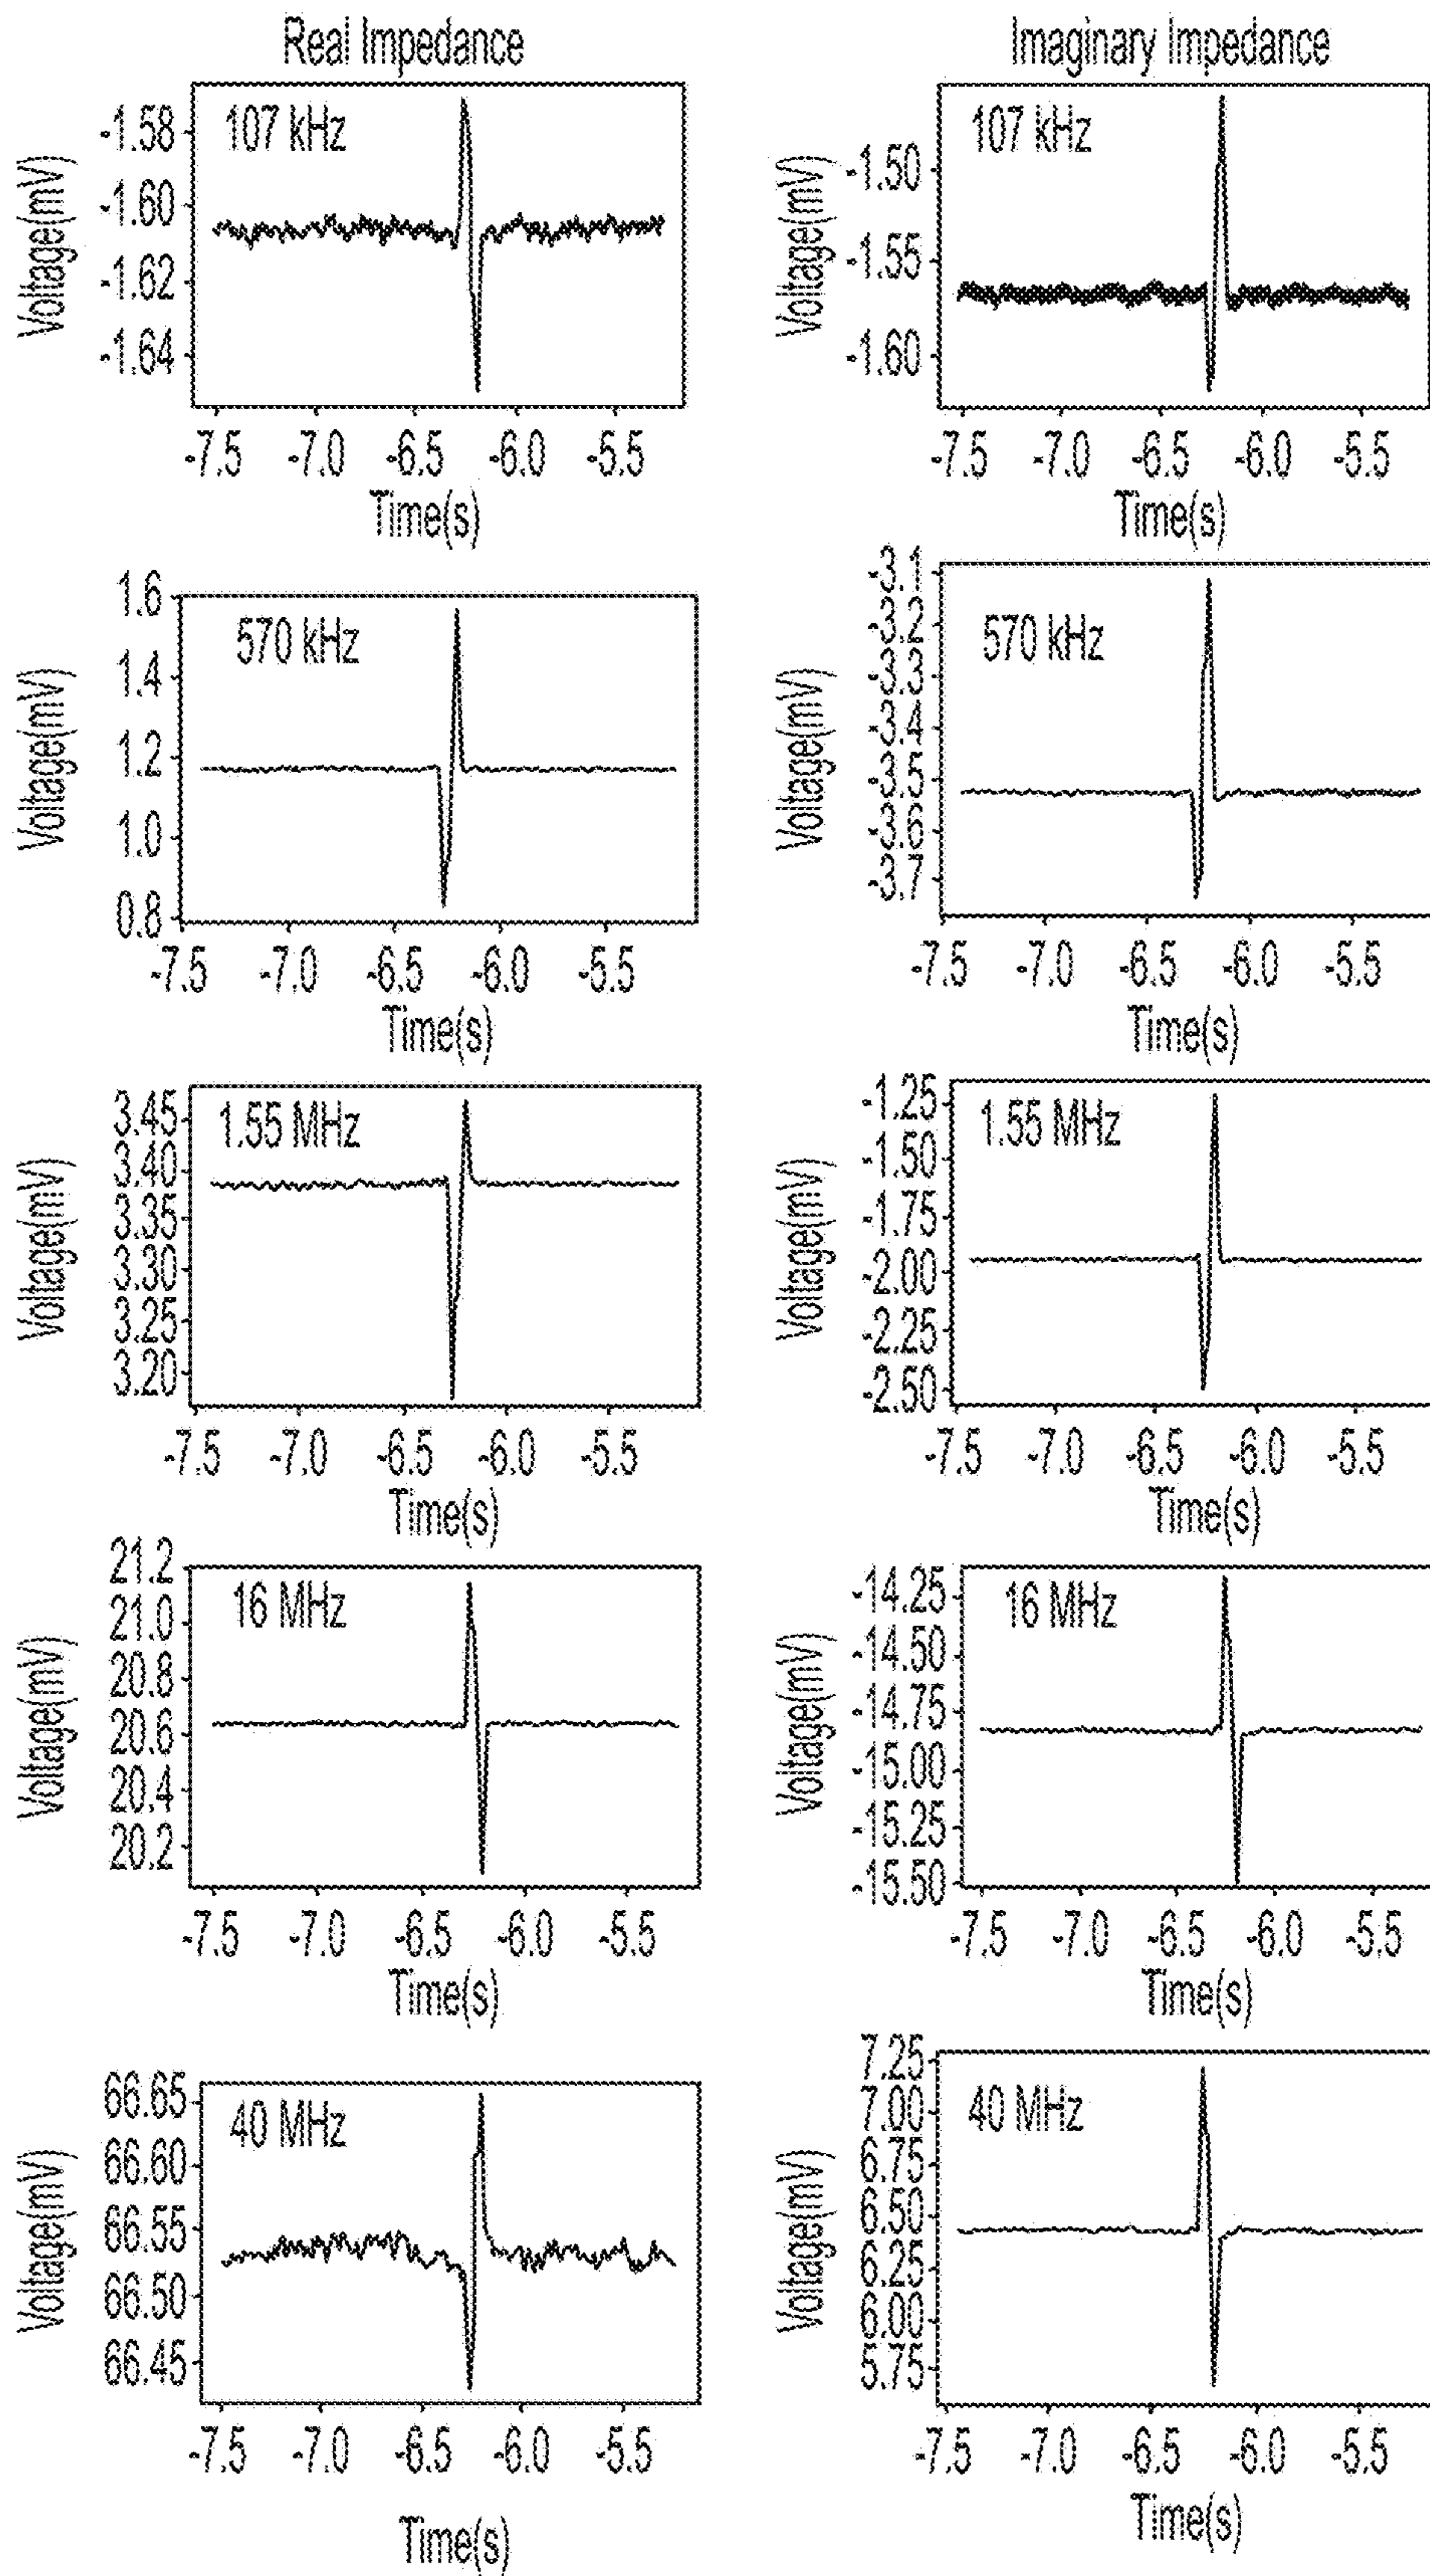 Real Impedance
Voltage(mV)
-1.58
-1.60
-1.62
-1.64
107 kHz
-7.5 -7.0 -6.5 -6.0 -5.5
Time(s)
Imaginary Impedance
Voltage(mV)
-1.50
-1.55
-1.60
107 kHz
-7.5 -7.0 -6.5 -6.0 -5.5
Time(s)
Voltage(mV)
1.6
1.4
1.2
1.0
0.8
570 kHz
-7.5 -7.0 -6.5 -6.0 -5.5
Time(s)
Voltage(mV)
-3.1
-3.2
-3.3
-3.4
-3.5
-3.6
-3.7
570 kHz
-7.5 -7.0 -6.5 -6.0 -5.5
Time(s)
Voltage(mV)
3.45
3.40
3.35
3.30
3.25
3.20
1.55 MHz
-7.5 -7.0 -6.5 -6.0 -5.5
Time(s)
Voltage(mV)
-1.25
-1.50
-1.75
-2.00
-2.25
-2.50
1.55 MHz
-7.5 -7.0 -6.5 -6.0 -5.5
Time(s)
Voltage(mV)
21.2
21.0
20.8
20.6
20.4
20.2
16 MHz
-7.5 -7.0 -6.5 -6.0 -5.5
Time(s)
Voltage(mV)
-14.25
-14.50
-14.75
-15.00
-15.25
-15.50
16 MHz
-7.5 -7.0 -6.5 -6.0 -5.5
Time(s)
Voltage(mV)
66.65
66.60
66.55
66.50
66.45
40 MHz
-7.5 -7.0 -6.5 -6.0 -5.5
Time(s)
Voltage(mV)
7.25
7.00
6.75
6.50
6.25
6.00
5.75
40 MHz
-7.5 -7.0 -6.5 -6.0 -5.5
Time(s)